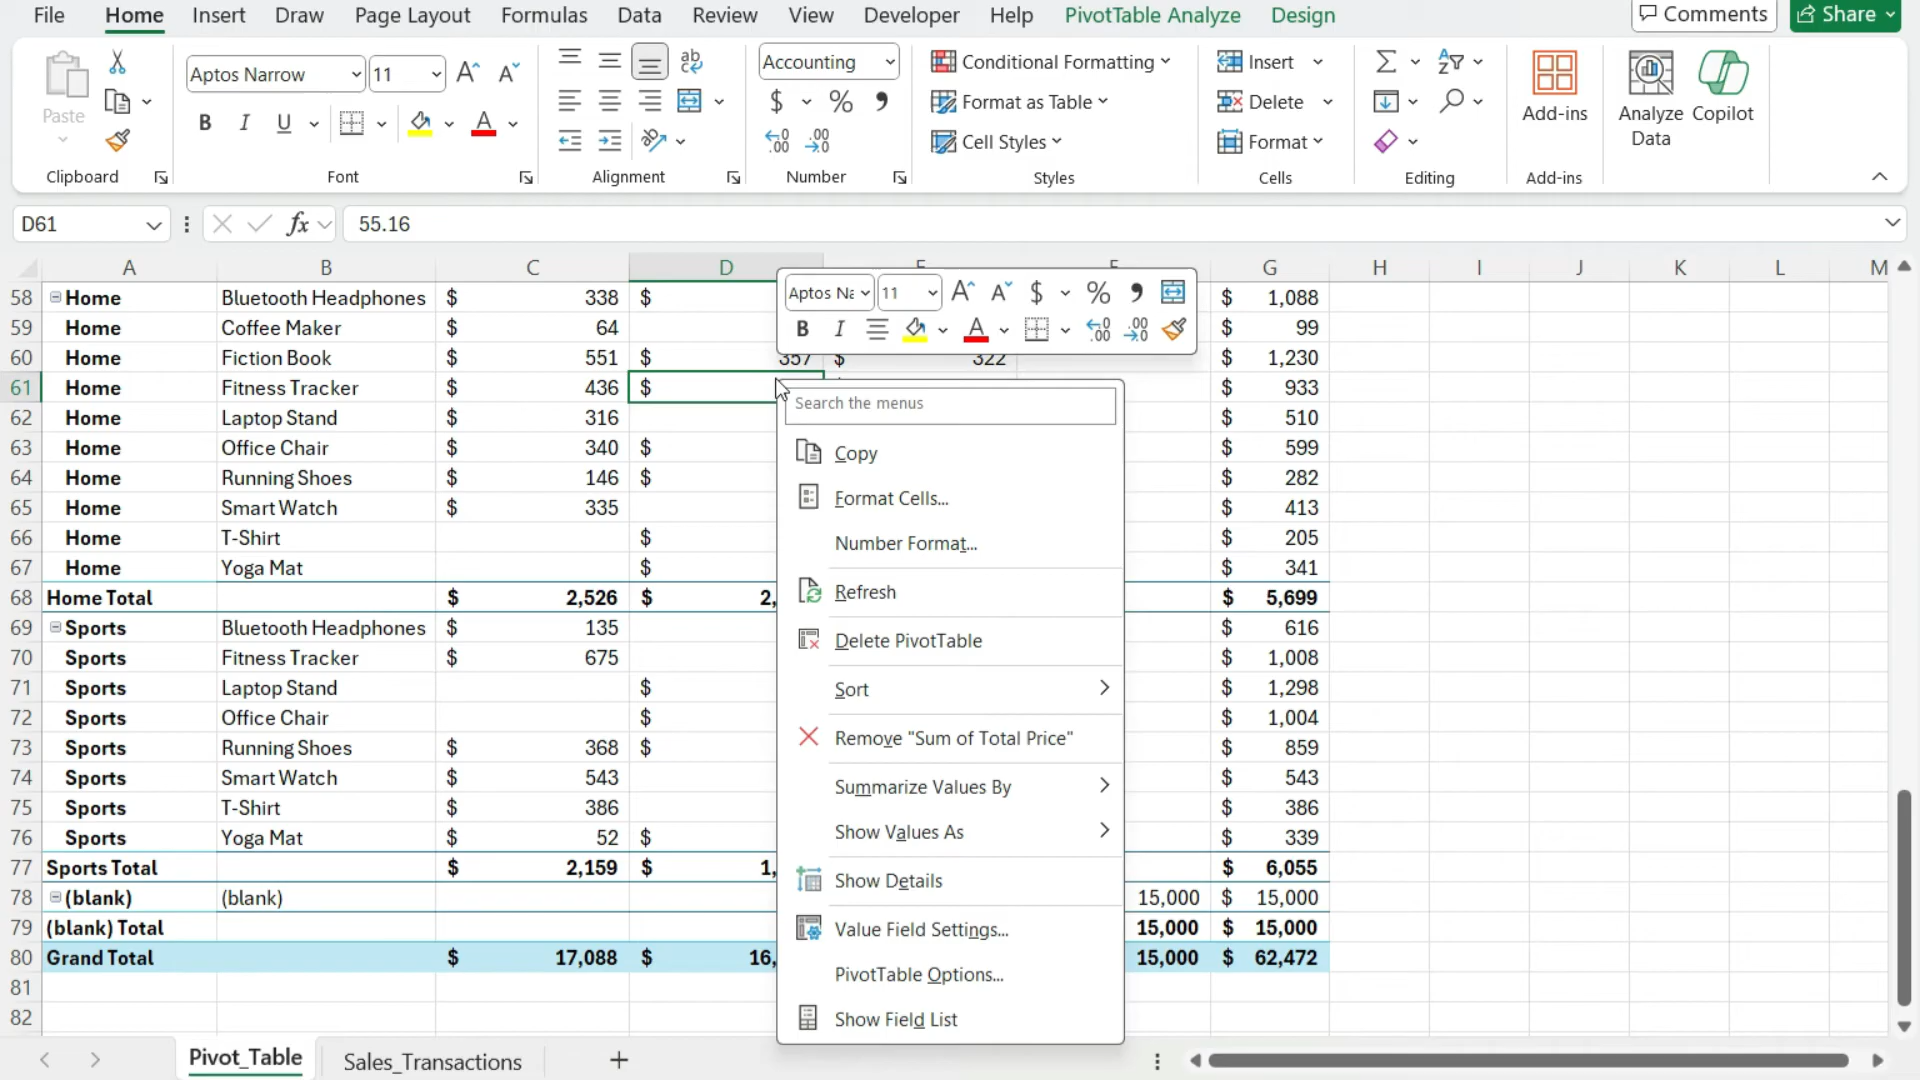 File Home Insert Draw Page Layout Formulas Data Review View Developer Help PivotTable Analyze Design Comments Share
Paste
Aptos Narrow 11
B I U A
ab
Accounting
$ % 9
Conditional Formatting
Format as Table
Cell Styles
Insert
Delete
Format
Add-ins
Analyze Data
Copilot
Clipboard Font Alignment Number Styles Cells Editing Add-ins
D61 fx 55.16
A B C D F G H I J K L M
58 Home Bluetooth Headphones $ 338 $ $ 1,088
59 Home Coffee Maker $ 64 $ 99
60 Home Fiction Book $ 551 $ 357 $ 322 $ 1,230
61 Home Fitness Tracker $ 436 $ $ 933
62 Home Laptop Stand $ 316 $ 510
63 Home Office Chair $ 340 $ $ 599
64 Home Running Shoes $ 146 $ $ 282
65 Home Smart Watch $ 335 $ 413
66 Home T-Shirt $ $ 205
67 Home Yoga Mat $ $ 341
68 Home Total $ 2,526 $ 2, $ 5,699
69 Sports Bluetooth Headphones $ 135 $ 616
70 Sports Fitness Tracker $ 675 $ 1,008
71 Sports Laptop Stand $ $ 1,298
72 Sports Office Chair $ $ 1,004
73 Sports Running Shoes $ 368 $ $ 859
74 Sports Smart Watch $ 543 $ 543
75 Sports T-Shirt $ 386 $ 386
76 Sports Yoga Mat $ 52 $ $ 339
77 Sports Total $ 2,159 $ 1, $ 6,055
78 (blank) (blank) 15,000 $ 15,000
79 (blank) Total 15,000 $ 15,000
80 Grand Total $ 17,088 $ 16, 15,000 $ 62,472
81
82
Aptos Na 11 A A $ % 9
B I A
Search the menus
Copy
Format Cells...
Number Format...
Refresh
Delete PivotTable
Sort
Remove "Sum of Total Price"
Summarize Values By
Show Values As
Show Details
Value Field Settings...
PivotTable Options...
Show Field List
Pivot_Table Sales_Transactions